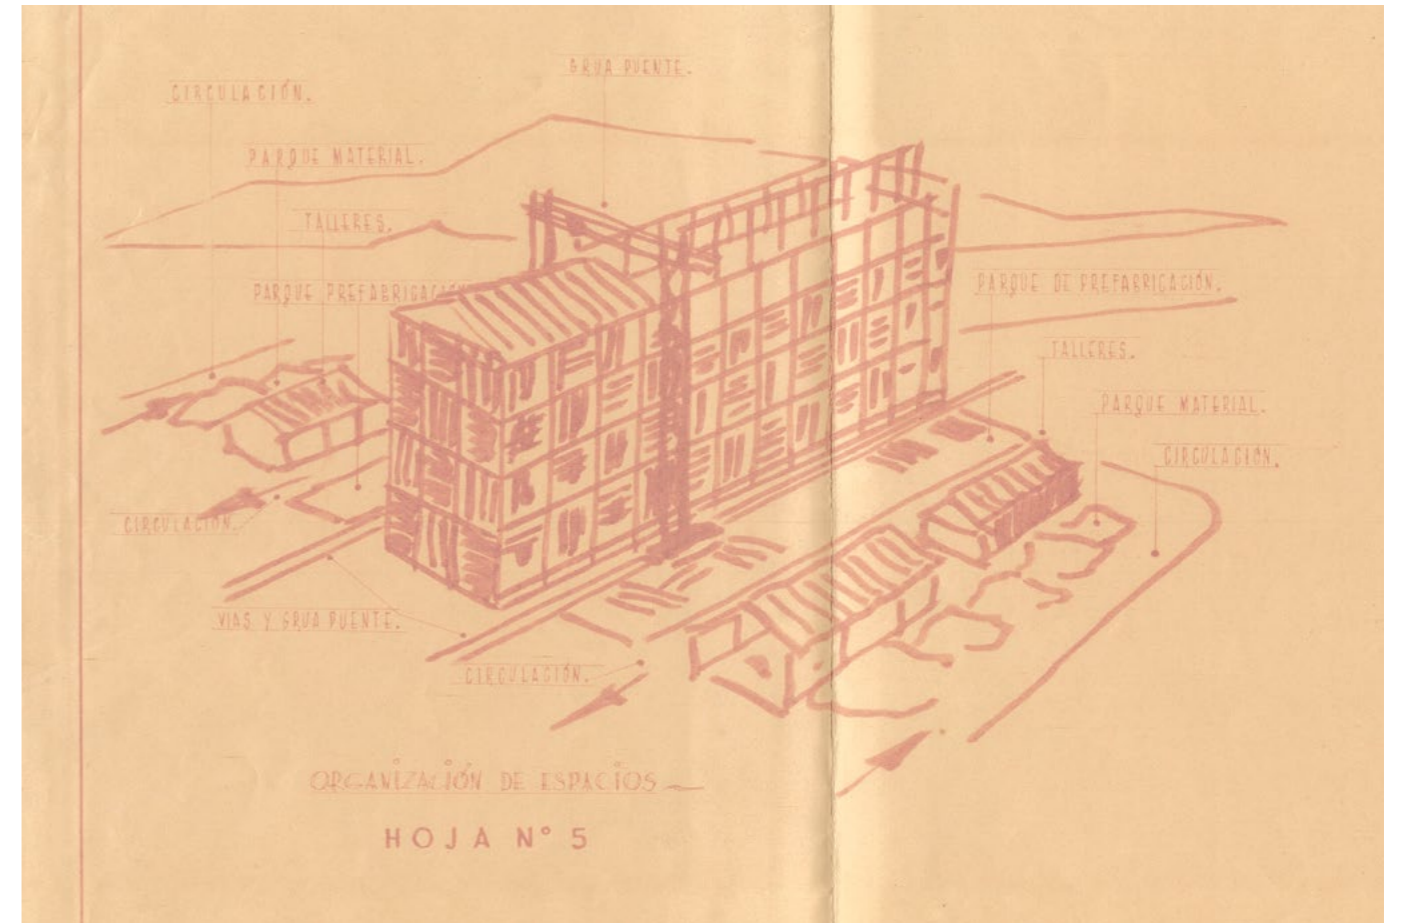 GRUA PUENTE.
CIRCULACIÓN.
PARQUE MATERIAL.
TALLERES.
PARQUE PREFABRICACIÓN
PARQUE DE PREFABRICACIÓN.
TALLERES.
PARQUE MATERIAL.
CIRCULACIÓN.
CIRCULACIÓN.
VIAS Y GRUA PUENTE.
CIRCULACIÓN.
ORGANIZACIÓN DE ESPACIOS
HOJA Nº 5